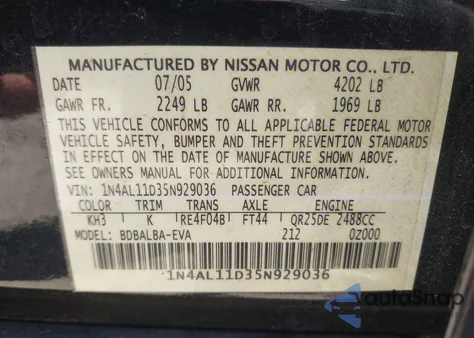 MANUFACTURED BY NISSAN MOTOR CO., LTD.
DATE 07/05 GVWR 4202 LB
GAWR FR. 2249 LB GAWR RR. 1969 LB
THIS VEHICLE CONFORMS TO ALL APPLICABLE FEDERAL MOTOR
VEHICLE SAFETY, BUMPER AND THEFT PREVENTION STANDARDS
IN EFFECT ON THE DATE OF MANUFACTURE SHOWN ABOVE.
SEE OWNERS MANUAL FOR ADDITIONAL INFORMATION.
VIN: 1N4AL11D35N929036 PASSENGER CAR
COLOR TRIM TRANS AXLE ENGINE
KH3 K RE4F04B FT44 QR25DE 2488CC
MODEL: BDBALBA-EVA 212 0Z000
1N4AL11D35N929036
AutoSnap